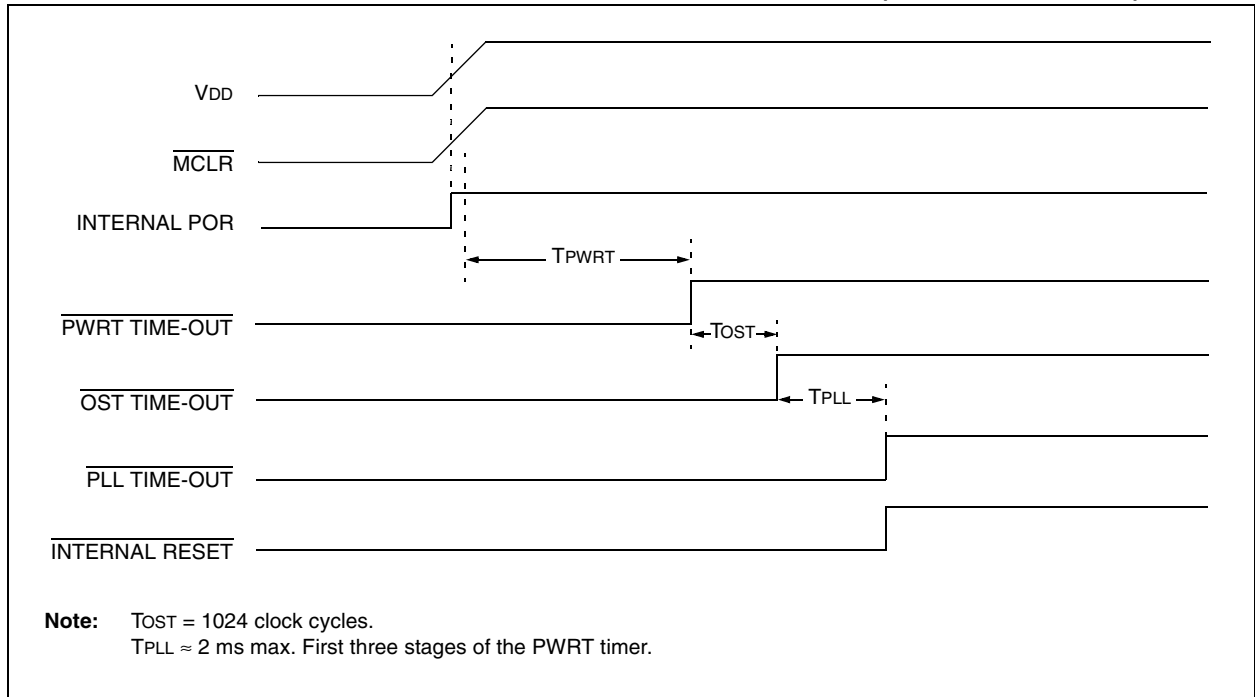 VDD
MCLR
INTERNAL POR
TPWRT
PWRT TIME-OUT
TOST
OST TIME-OUT
TPLL
PLL TIME-OUT
INTERNAL RESET
Note: TOST = 1024 clock cycles.
TPLL ≈ 2 ms max. First three stages of the PWRT timer.